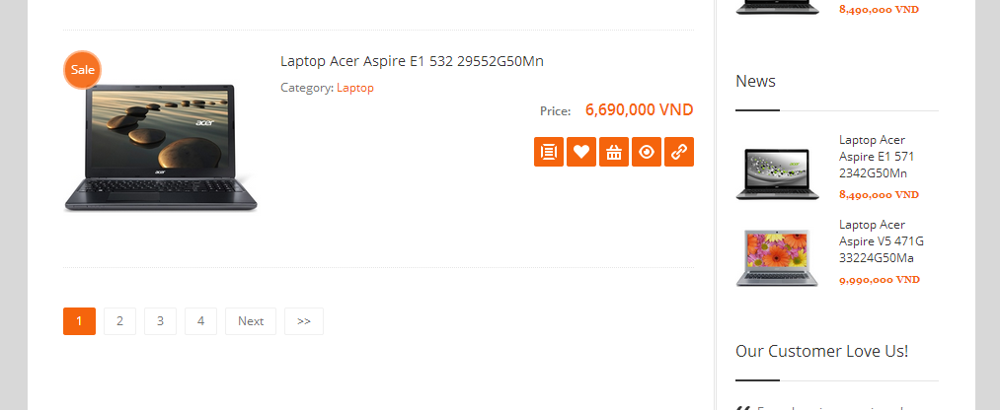 8,490,000 VND
Sale
Laptop Acer Aspire E1 532 29552G50Mn
Category: Laptop
Price: 6,690,000 VND
acer
acer
1 2 3 4 Next >>
News
Laptop Acer
Aspire E1 571
2342G50Mn
8,490,000 VND
Laptop Acer
Aspire V5 471G
33224G50Ma
9,990,000 VND
Our Customer Love Us!